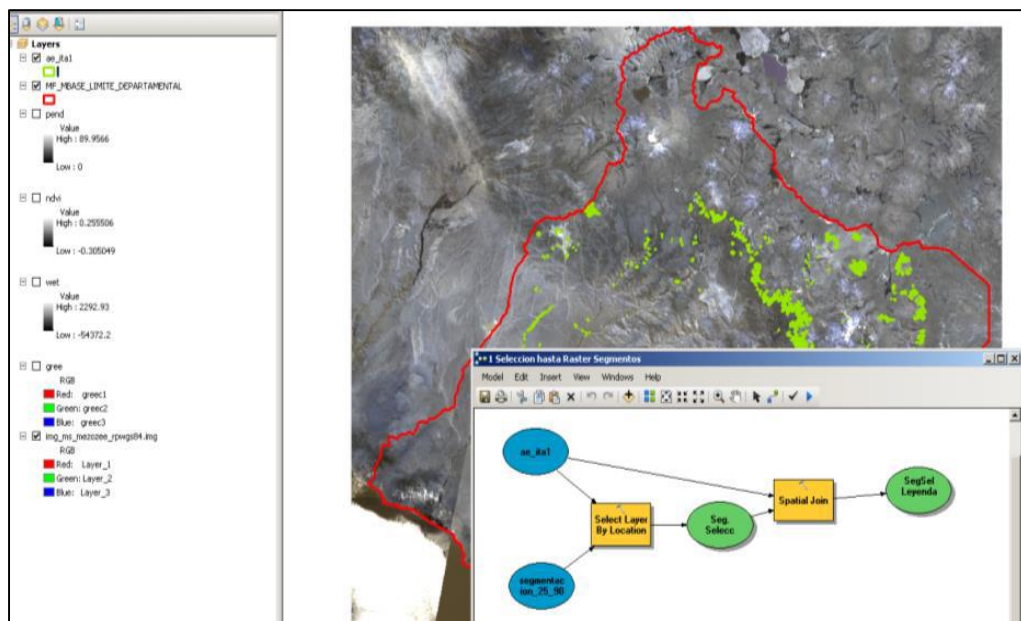 Layers
ae_ita1
MF_MBASE_LIMITE_DEPARTAMENTAL
pend
Value
High : 89.9566
Low : 0
ndvi
Value
High : 0.255506
Low : -0.305049
wet
Value
High : 2292.93
Low : -54372.2
gree
RGB
Red: greec1
Green: greec2
Blue: greec3
img_ms_mezozee_rpwgs84.img
RGB
Red: Layer_1
Green: Layer_2
Blue: Layer_3
1 Seleccion hasta Raster Segmentos
Model Edit Insert View Windows Help
ae_ita1
Select Layer
By Location
segmentac
ion_25_90
Seg.
Selecc
Spatial Join
SegSel
Leyenda